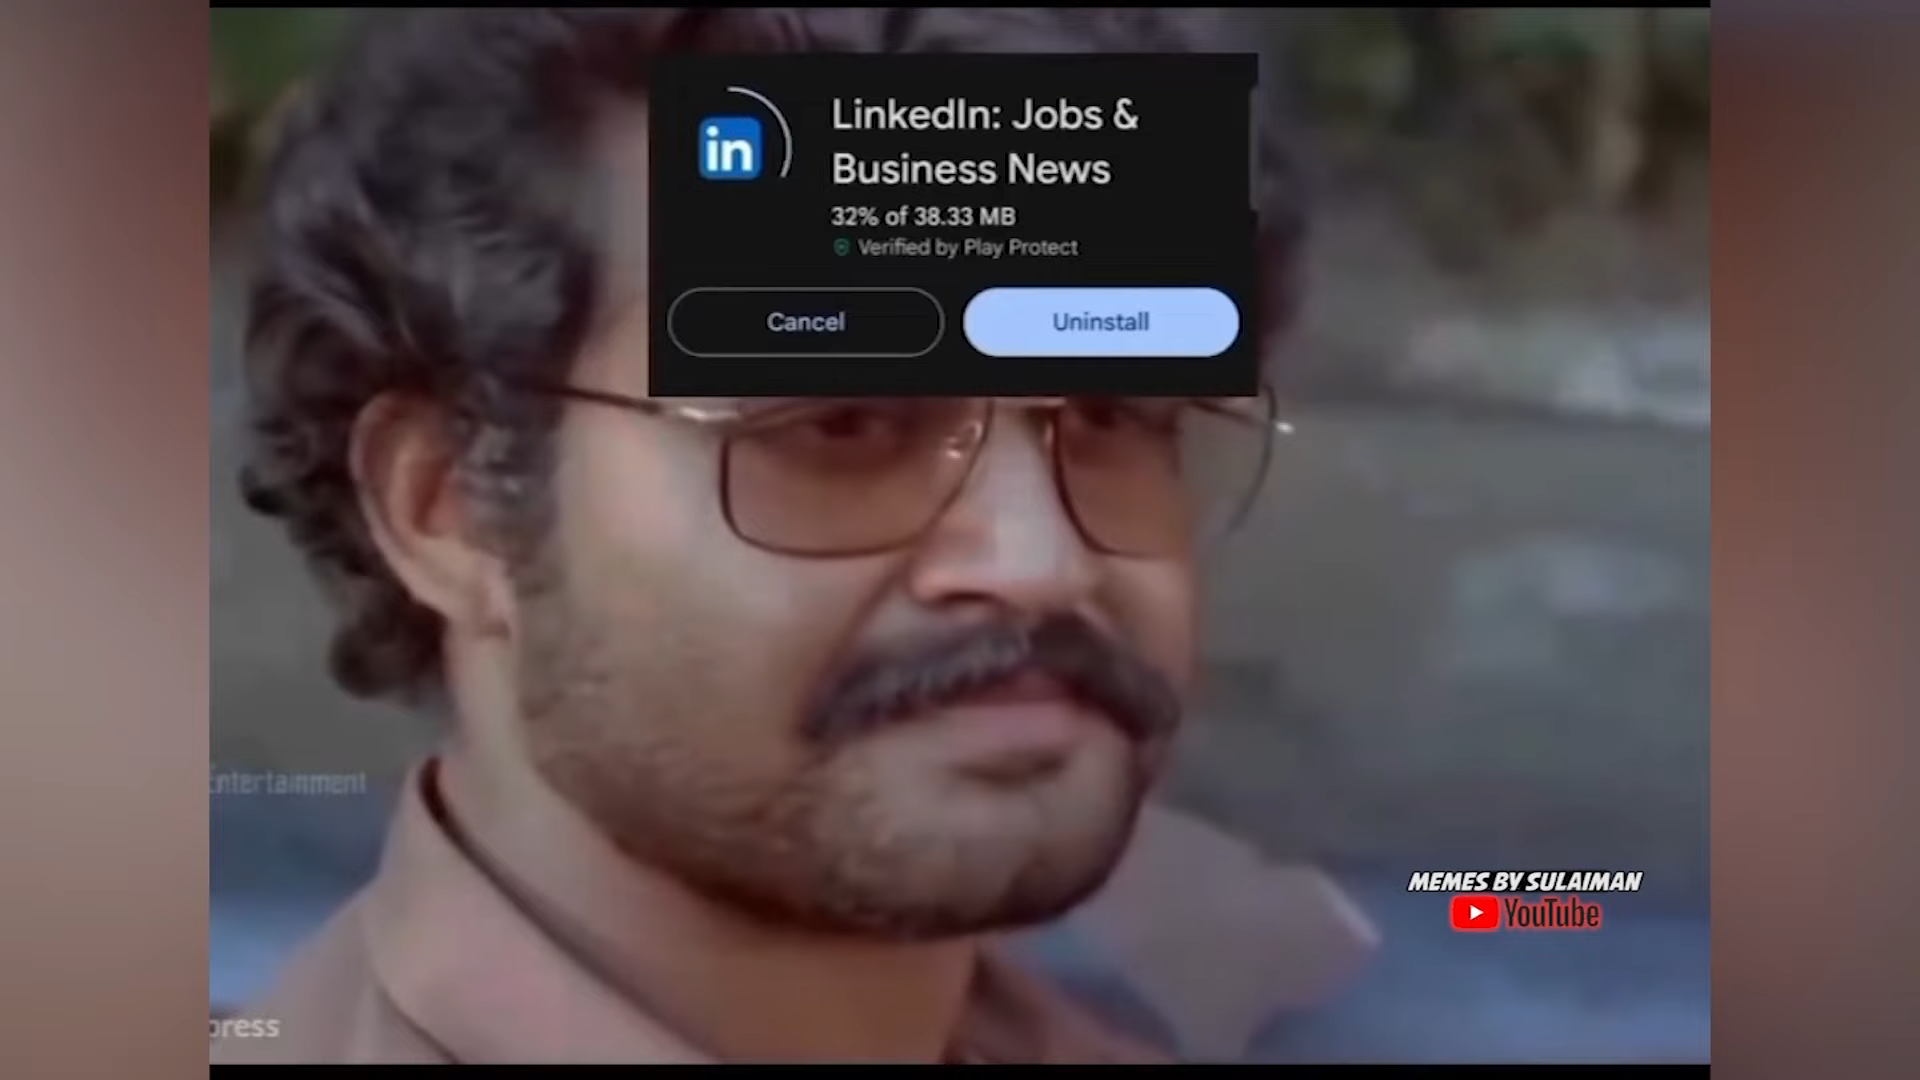 in
LinkedIn: Jobs &
Business News
32% of 38.33 MB
Verified by Play Protect
Cancel
Uninstall
Entertainment
MEMES BY SULAIMAN
YouTube
press